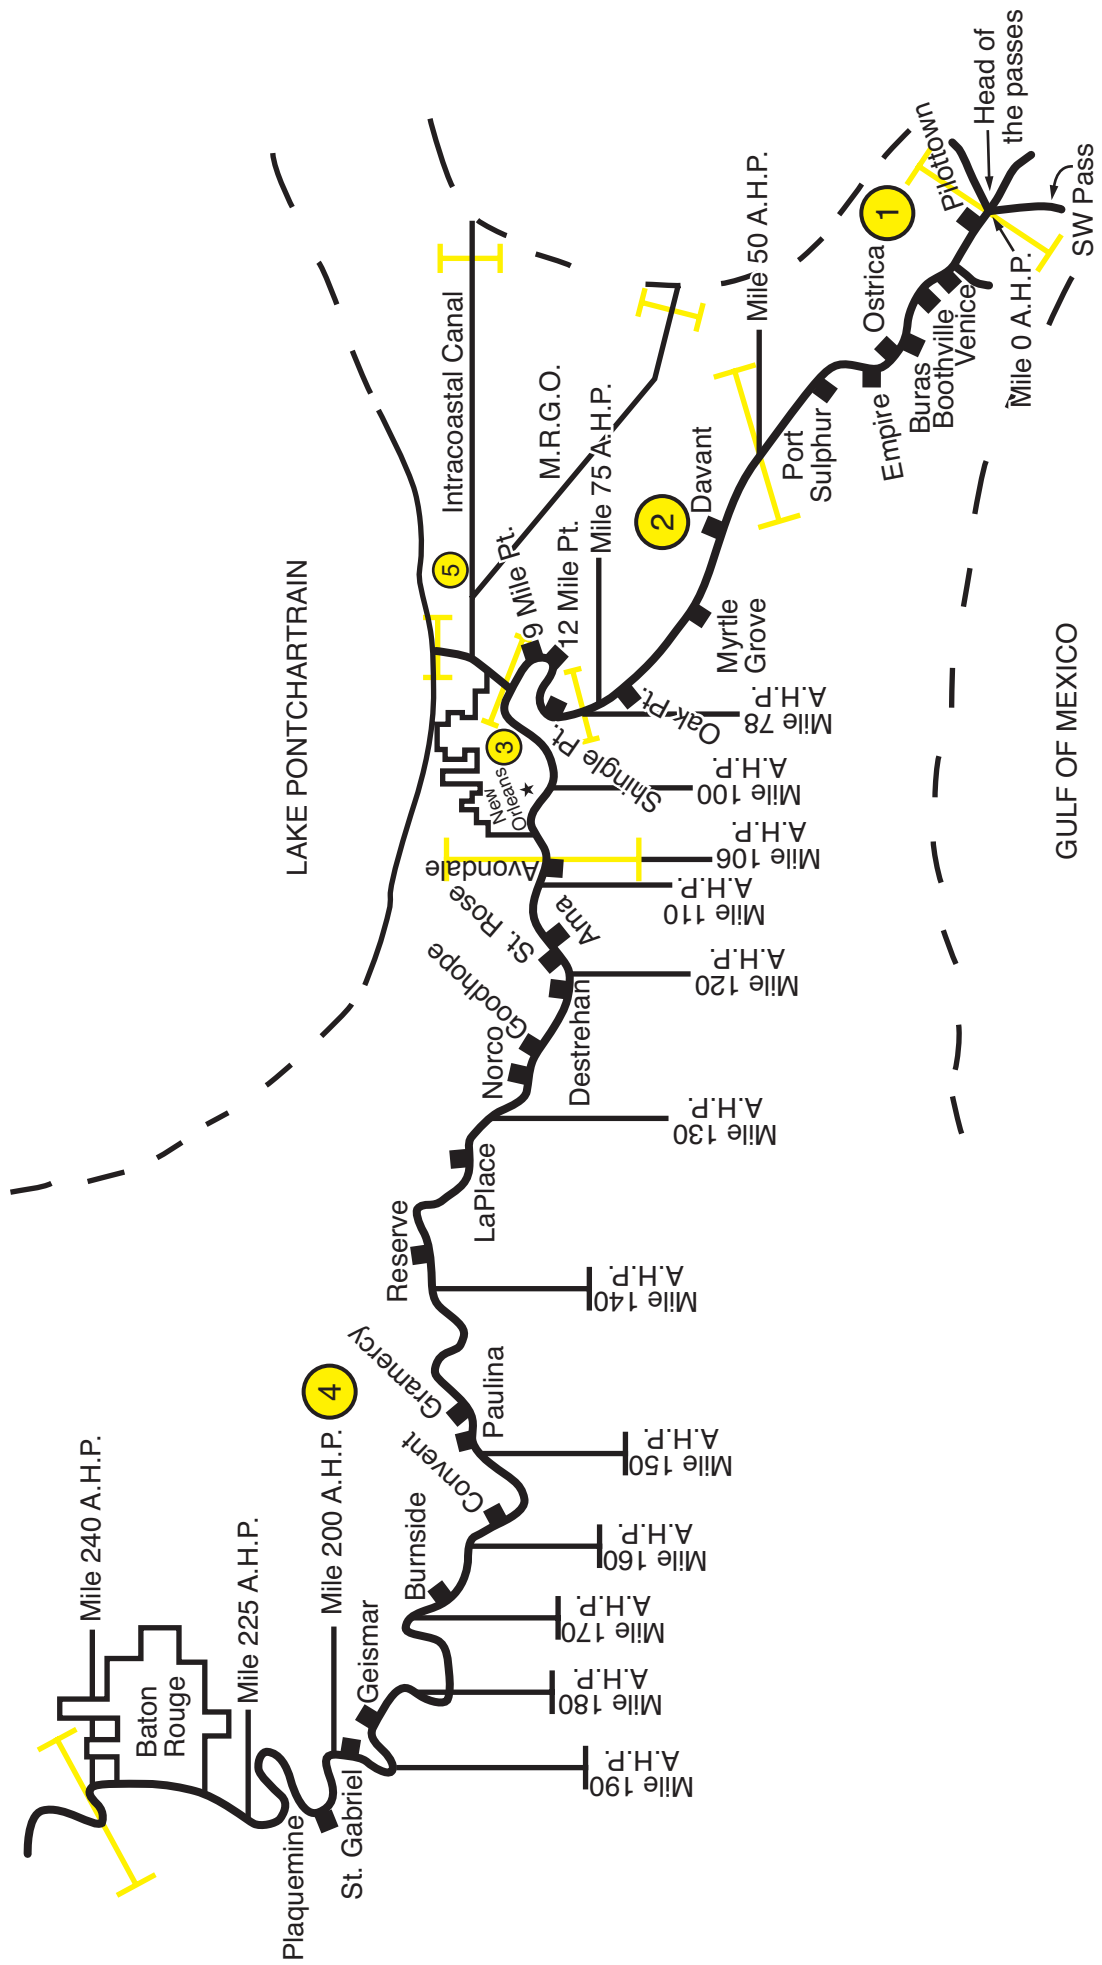 LAKE PONTCHARTRAIN
GULF OF MEXICO
Mile 240 A.H.P.
Baton
Rouge
Mile 225 A.H.P.
Plaquemine
St. Gabriel
Mile 200 A.H.P.
4
Geismar
Mile 190
A.H.P.
Mile 180
A.H.P.
Mile 170
A.H.P.
Burnside
Mile 160
A.H.P.
Convent
Mile 150
A.H.P.
Paulina
Gramercy
Mile 140
A.H.P.
Reserve
LaPlace
Mile 130
A.H.P.
Norco
Goodhope
Destrehan
Mile 120
A.H.P.
St. Rose
Ama
Mile 110
A.H.P.
Avondale
Mile 106
A.H.P.
New
Orleans
3
Mile 100
A.H.P.
Shingle Pt.
Mile 78
A.H.P.
Oak Pt.
9 Mile Pt.
12 Mile Pt.
Mile 75 A.H.P.
5
Intracoastal Canal
M.R.G.O.
2
Myrtle
Grove
Davant
Mile 50 A.H.P.
Port
Sulphur
Empire
Ostrica
Buras
Boothville
Venice
1
Pilottown
Mile 0 A.H.P.
Head of
the passes
SW Pass